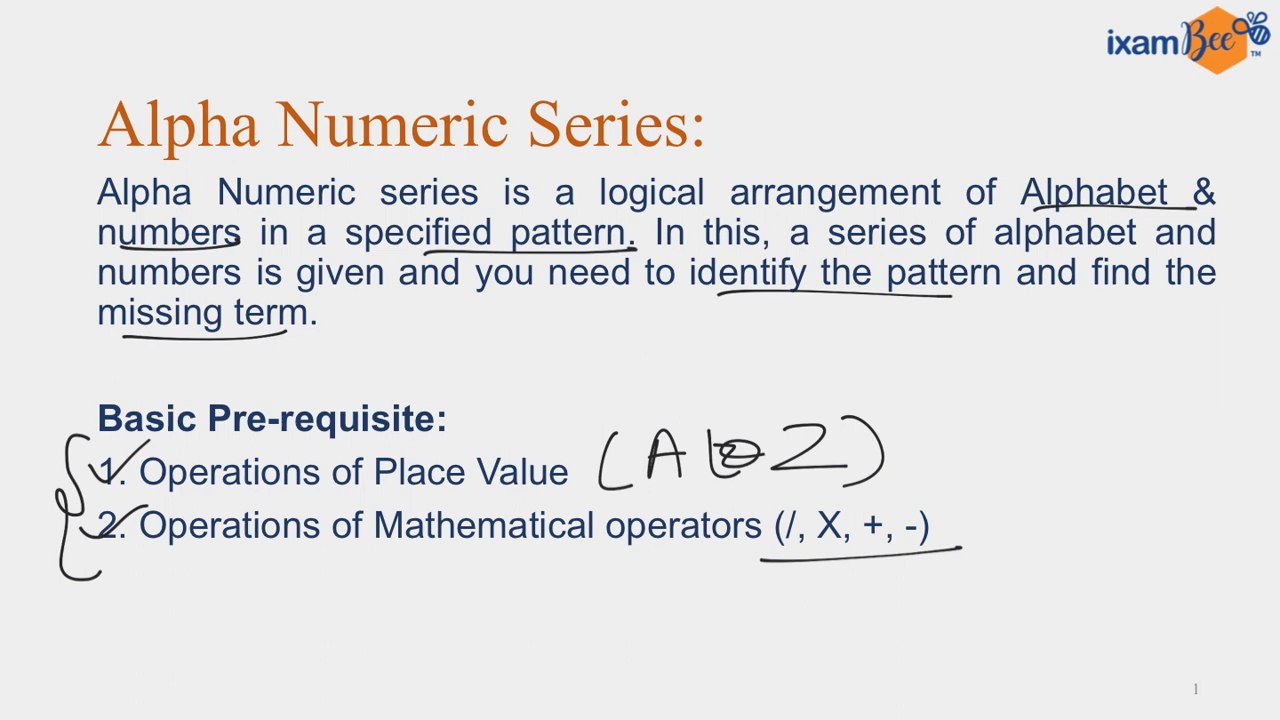 ixamBee
TM
Alpha Numeric Series:
Alpha Numeric series is a logical arrangement of Alphabet &
numbers in a specified pattern. In this, a series of alphabet and
numbers is given and you need to identify the pattern and find the
missing term.
Basic Pre-requisite:
1. Operations of Place Value (A to Z)
2. Operations of Mathematical operators (/, X, +, -)
1